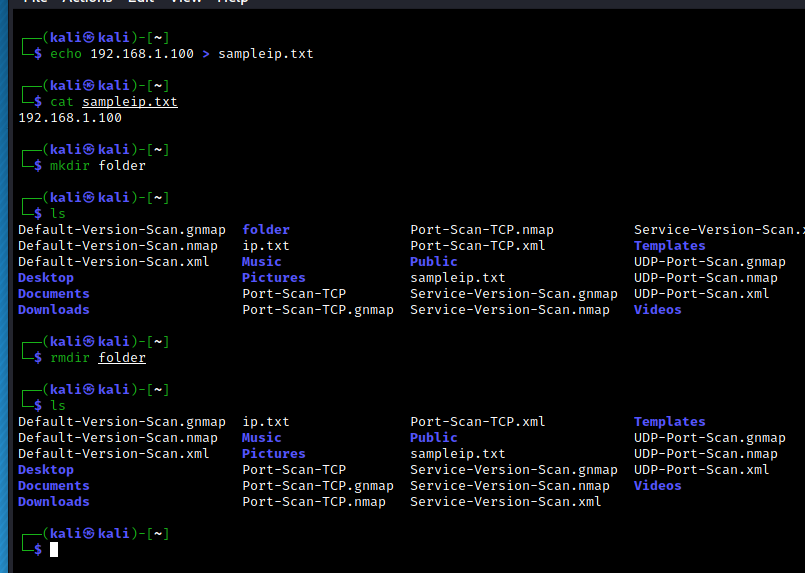 File Actions Edit View Help
┌──(kali㉿kali)-[~]
└─$ echo 192.168.1.100 > sampleip.txt
┌──(kali㉿kali)-[~]
└─$ cat sampleip.txt
192.168.1.100
┌──(kali㉿kali)-[~]
└─$ mkdir folder
┌──(kali㉿kali)-[~]
└─$ ls
Default-Version-Scan.gnmap folder Port-Scan-TCP.nmap Service-Version-Scan.x
Default-Version-Scan.nmap ip.txt Port-Scan-TCP.xml Templates
Default-Version-Scan.xml Music Public UDP-Port-Scan.gnmap
Desktop Pictures sampleip.txt UDP-Port-Scan.nmap
Documents Port-Scan-TCP Service-Version-Scan.gnmap UDP-Port-Scan.xml
Downloads Port-Scan-TCP.gnmap Service-Version-Scan.nmap Videos
┌──(kali㉿kali)-[~]
└─$ rmdir folder
┌──(kali㉿kali)-[~]
└─$ ls
Default-Version-Scan.gnmap ip.txt Port-Scan-TCP.xml Templates
Default-Version-Scan.nmap Music Public UDP-Port-Scan.gnmap
Default-Version-Scan.xml Pictures sampleip.txt UDP-Port-Scan.nmap
Desktop Port-Scan-TCP Service-Version-Scan.gnmap UDP-Port-Scan.xml
Documents Port-Scan-TCP.gnmap Service-Version-Scan.nmap Videos
Downloads Port-Scan-TCP.nmap Service-Version-Scan.xml
┌──(kali㉿kali)-[~]
└─$